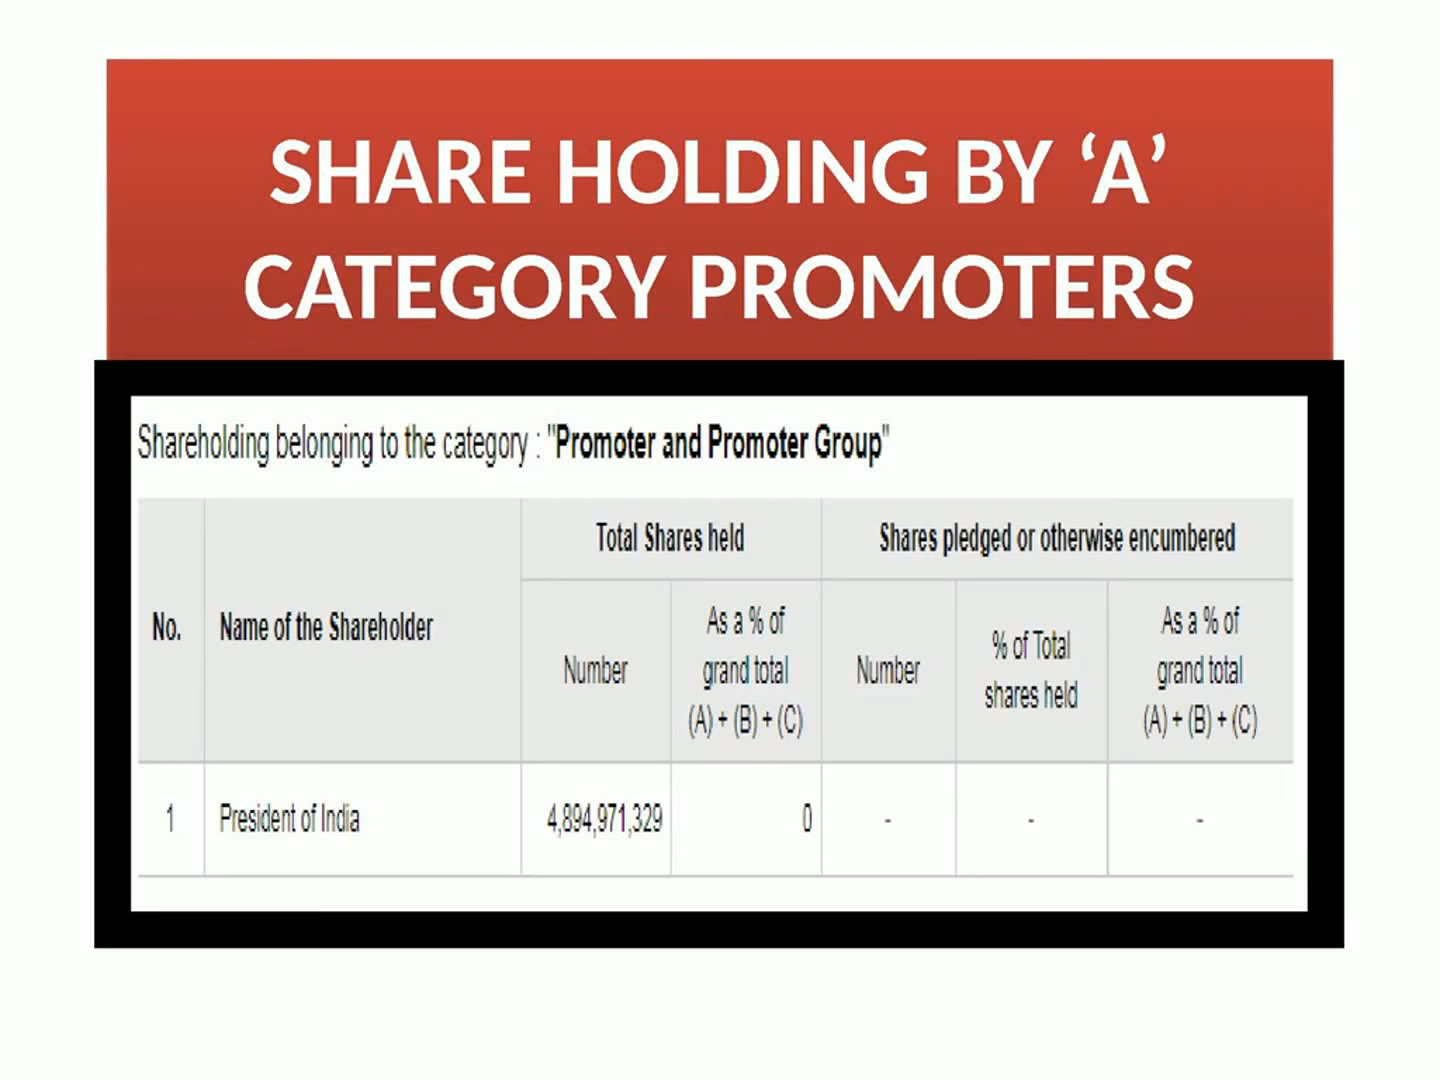 SHARE HOLDING BY ‘A’
CATEGORY PROMOTERS
Shareholding belonging to the category : "Promoter and Promoter Group"
No.
Name of the Shareholder
Total Shares held
Shares pledged or otherwise encumbered
Number
As a % of
grand total
(A) + (B) + (C)
Number
% of Total
shares held
As a % of
grand total
(A) + (B) + (C)
1 President of India 4,894,971,329 0 - - -